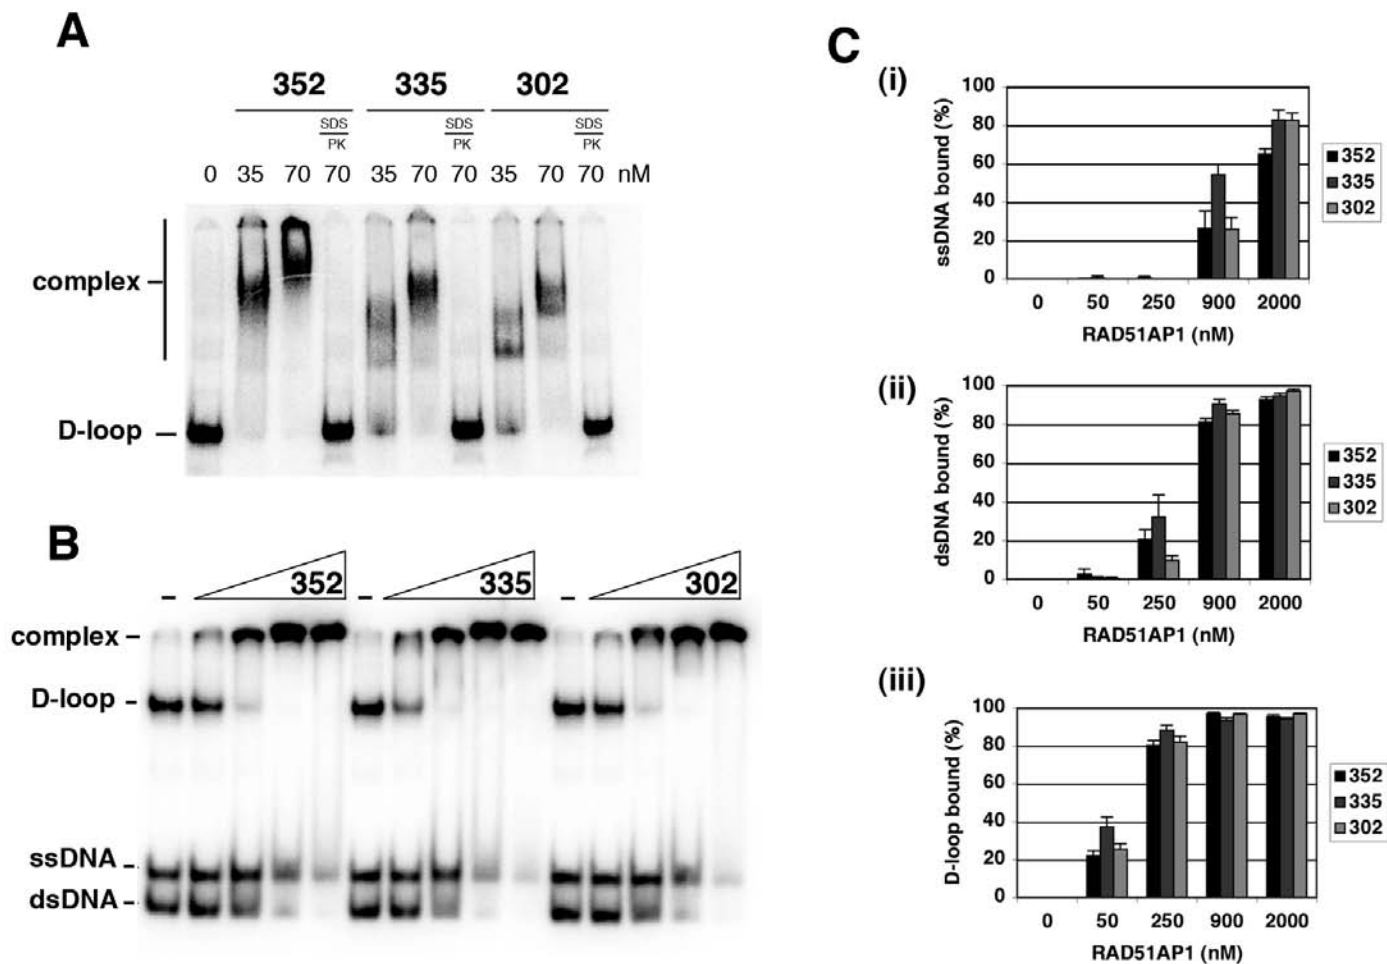 A
352 335 302
SDS SDS SDS
PK PK PK
0 35 70 70 35 70 70 35 70 70 nM
complex
D-loop
B
– 352 – 335 – 302
complex
D-loop
ssDNA
dsDNA
C
(i)
ssDNA bound (%)
100
80
60
40
20
0
0 50 250 900 2000
RAD51AP1 (nM)
352
335
302
(ii)
dsDNA bound (%)
100
80
60
40
20
0
0 50 250 900 2000
RAD51AP1 (nM)
352
335
302
(iii)
D-loop bound (%)
100
80
60
40
20
0
0 50 250 900 2000
RAD51AP1 (nM)
352
335
302